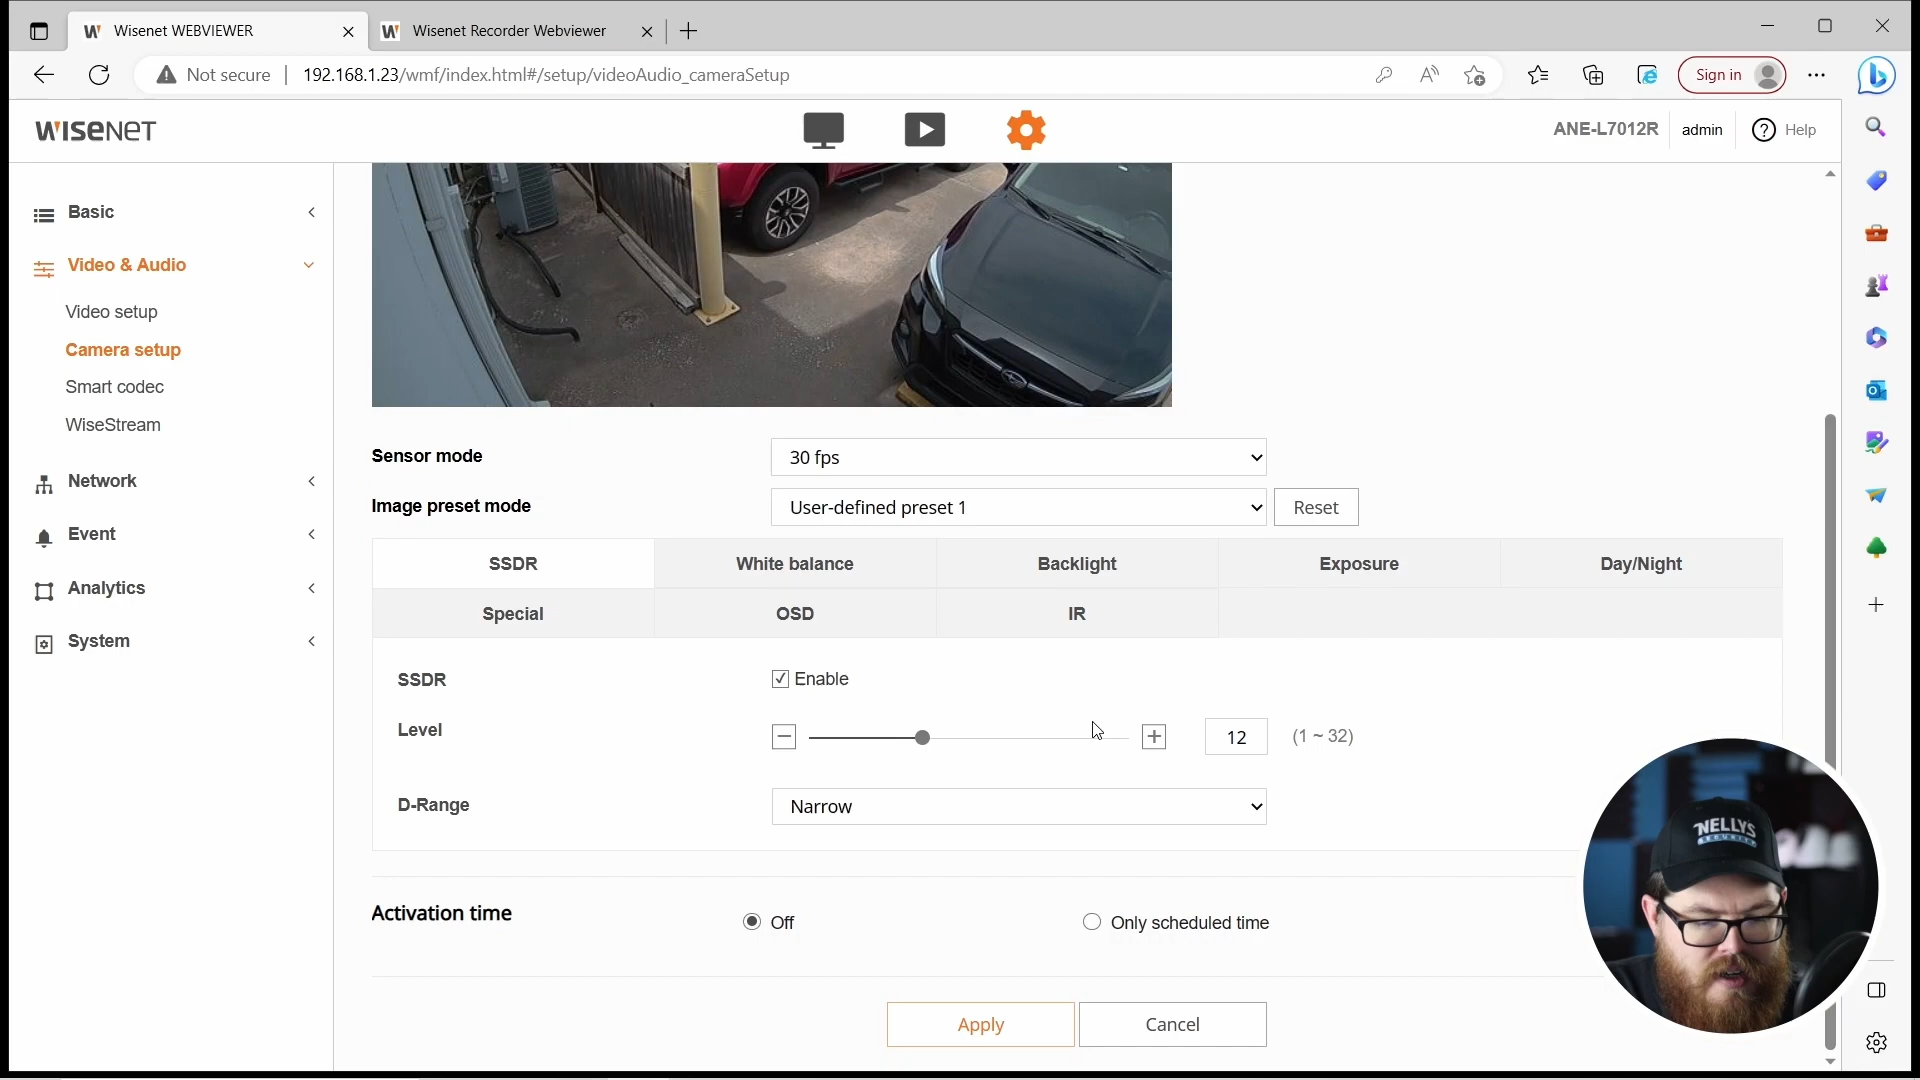 Wisenet WEBVIEWER
Wisenet Recorder Webviewer
Not secure
192.168.1.23/wmf/index.html#/setup/videoAudio_cameraSetup
Sign in
WISENET
ANE-L7012R
admin
Help
Basic
Video & Audio
Video setup
Camera setup
Smart codec
WiseStream
Network
Event
Analytics
System
Sensor mode
30 fps
Image preset mode
User-defined preset 1
Reset
SSDR
White balance
Backlight
Exposure
Day/Night
Special
OSD
IR
SSDR
Enable
Level
12
(1 ~ 32)
D-Range
Narrow
Activation time
Off
Only scheduled time
Apply
Cancel
NELLYS
SECURITY